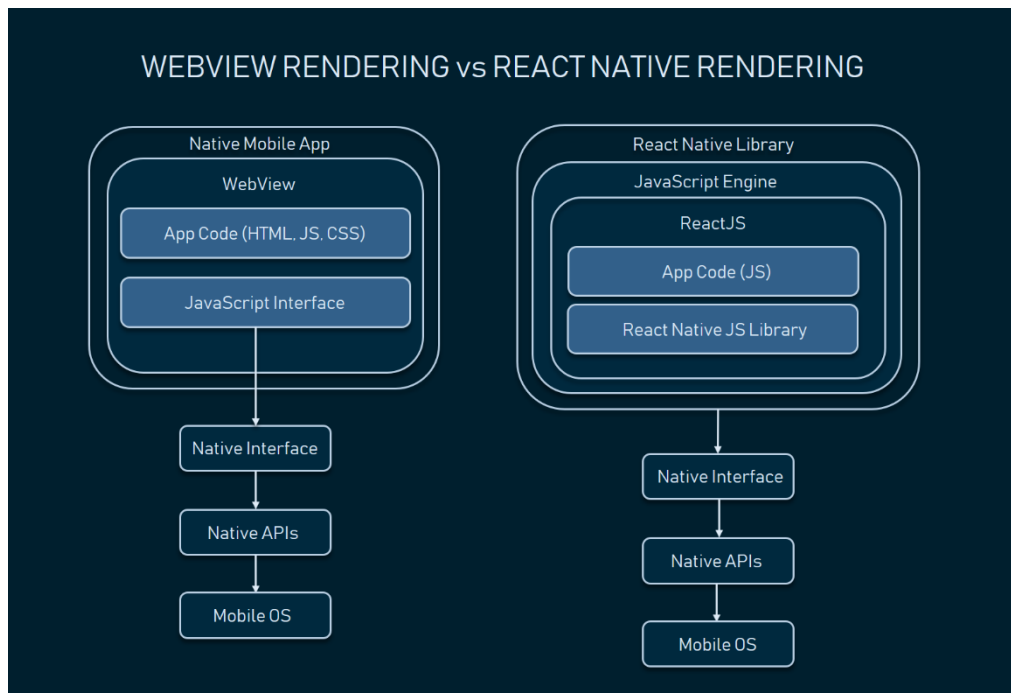 WEBVIEW RENDERING vs REACT NATIVE RENDERING
Native Mobile App
WebView
App Code (HTML, JS, CSS)
JavaScript Interface
Native Interface
Native APIs
Mobile OS
React Native Library
JavaScript Engine
ReactJS
App Code (JS)
React Native JS Library
Native Interface
Native APIs
Mobile OS